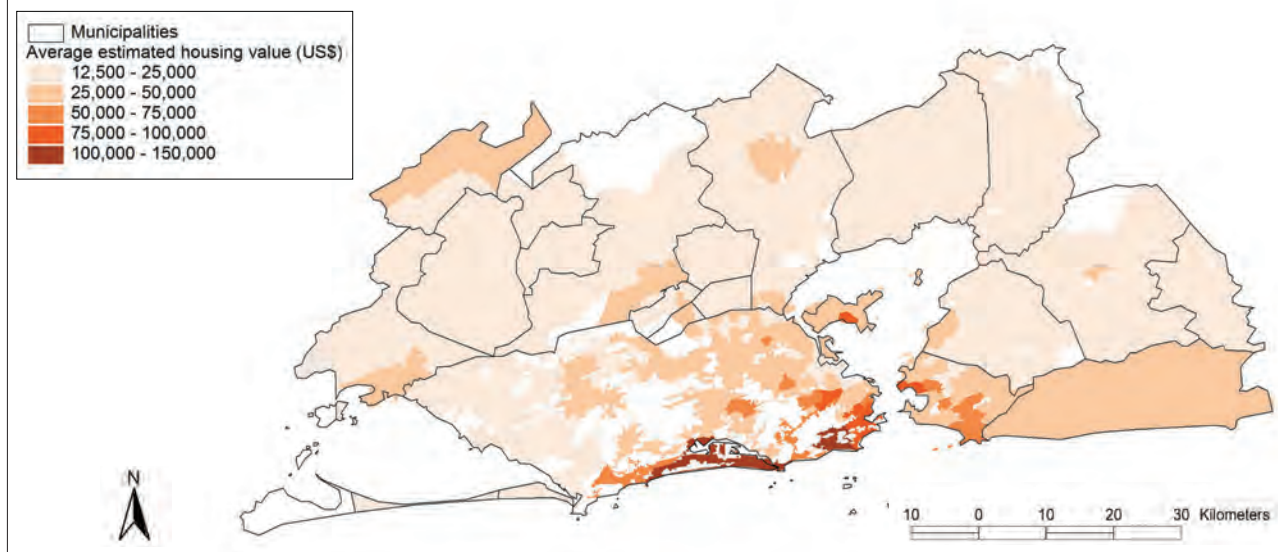 Municipalities
Average estimated housing value (US$)
12,500 - 25,000
25,000 - 50,000
50,000 - 75,000
75,000 - 100,000
100,000 - 150,000
N
10 0 10 20 30 Kilometers